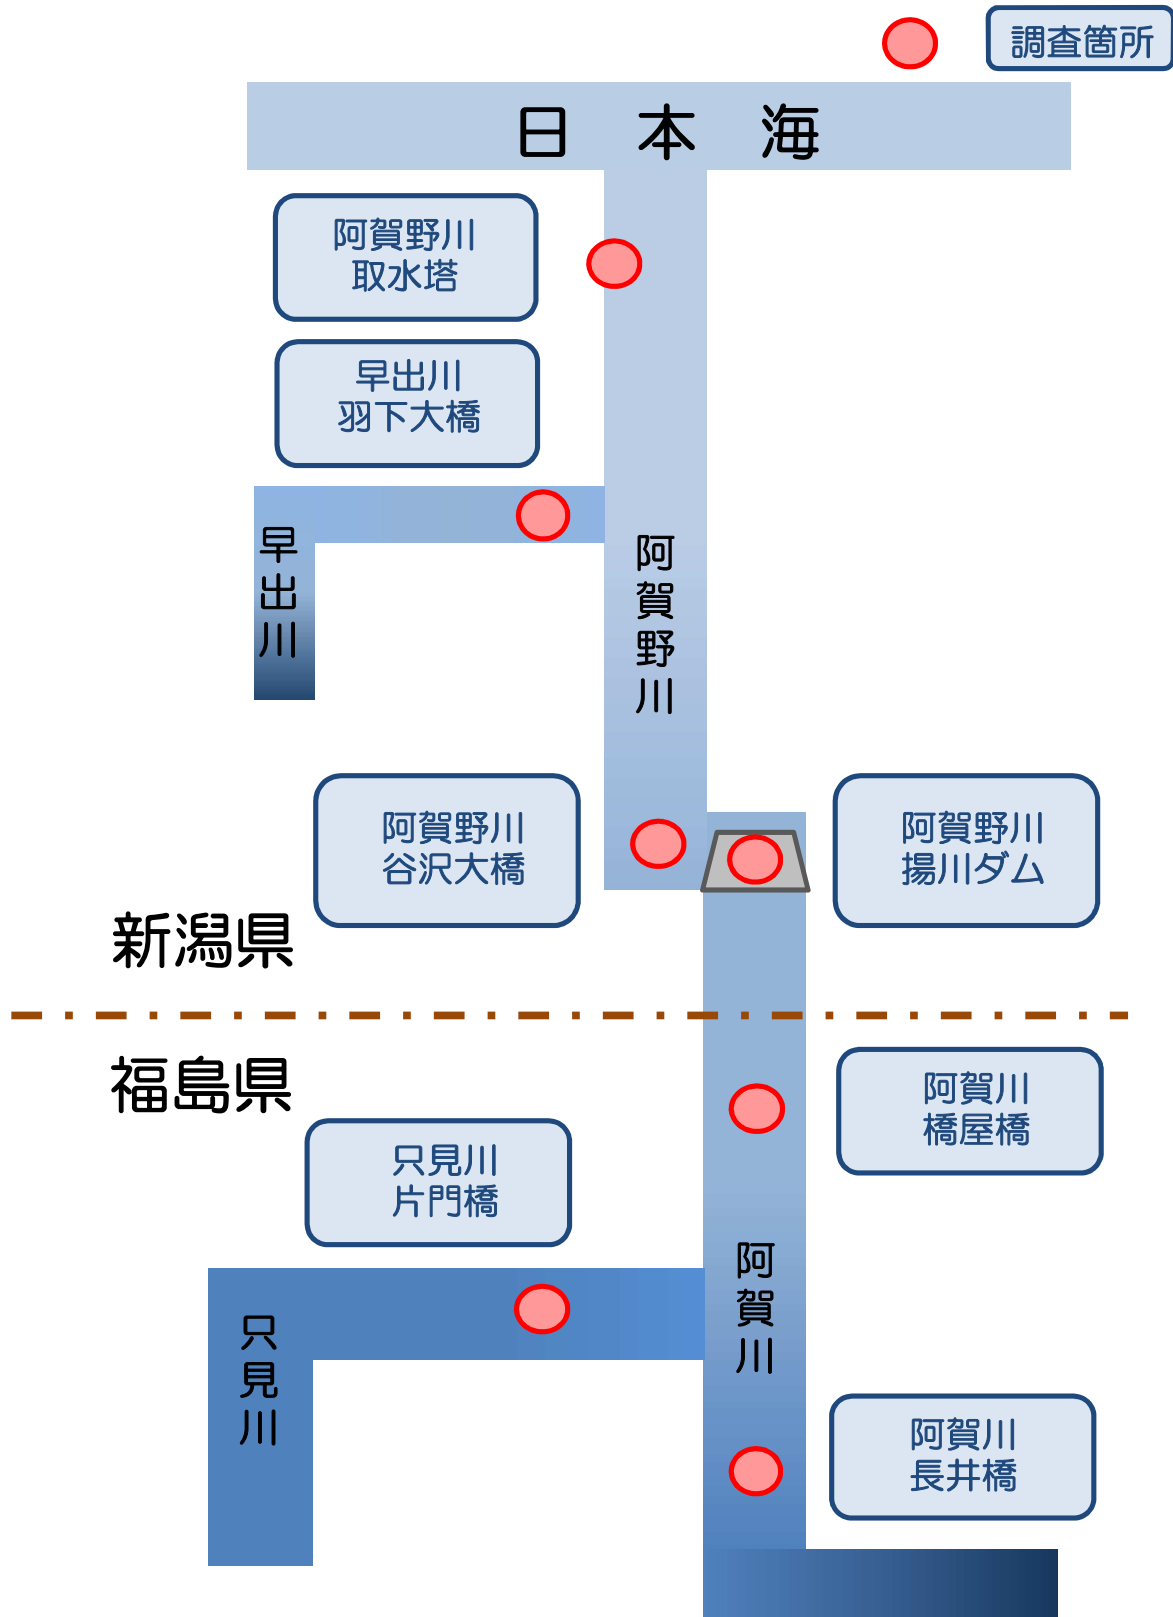 調査箇所
日本海
阿賀野川
取水塔
早出川
羽下大橋
早出川
阿賀野川
阿賀野川
谷沢大橋
阿賀野川
揚川ダム
新潟県
福島県
阿賀川
橋屋橋
只見川
片門橋
阿賀川
只見川
阿賀川
長井橋